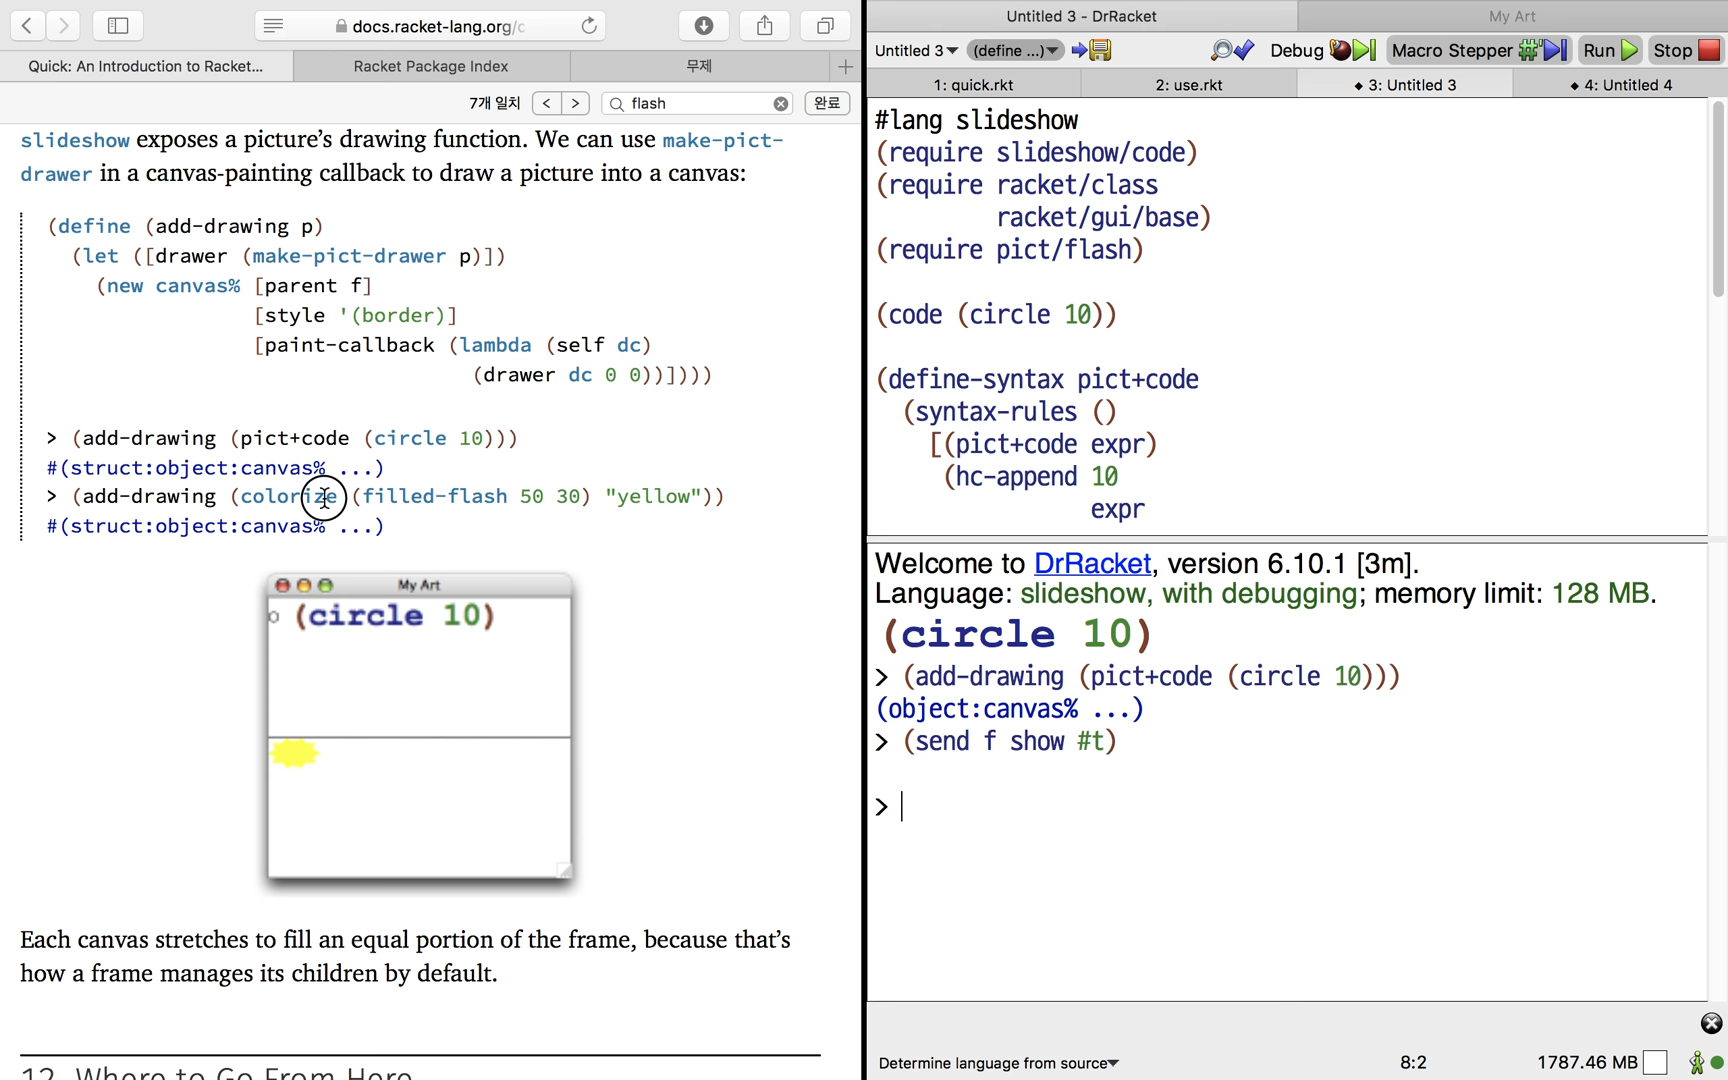 docs.racket-lang.org/c
Quick: An Introduction to Racket...
Racket Package Index
무제
7개 일치
flash
완료
slideshow exposes a picture’s drawing function. We can use make-pict-
drawer in a canvas-painting callback to draw a picture into a canvas:
(define (add-drawing p)
(let ([drawer (make-pict-drawer p)])
(new canvas% [parent f]
[style '(border)]
[paint-callback (lambda (self dc)
(drawer dc 0 0))])))
> (add-drawing (pict+code (circle 10)))
#(struct:object:canvas% ...)
> (add-drawing (colorize (filled-flash 50 30) "yellow"))
#(struct:object:canvas% ...)
My Art
(circle 10)
Each canvas stretches to fill an equal portion of the frame, because that’s
how a frame manages its children by default.
12 Where to Go From Here
Untitled 3 - DrRacket
My Art
Untitled 3
(define ...)
Debug
Macro Stepper
Run
Stop
1: quick.rkt
2: use.rkt
3: Untitled 3
4: Untitled 4
#lang slideshow
(require slideshow/code)
(require racket/class
racket/gui/base)
(require pict/flash)
(code (circle 10))
(define-syntax pict+code
(syntax-rules ()
[(pict+code expr)
(hc-append 10
expr
Welcome to DrRacket, version 6.10.1 [3m].
Language: slideshow, with debugging; memory limit: 128 MB.
(circle 10)
> (add-drawing (pict+code (circle 10)))
(object:canvas% ...)
> (send f show #t)
>
Determine language from source
8:2
1787.46 MB